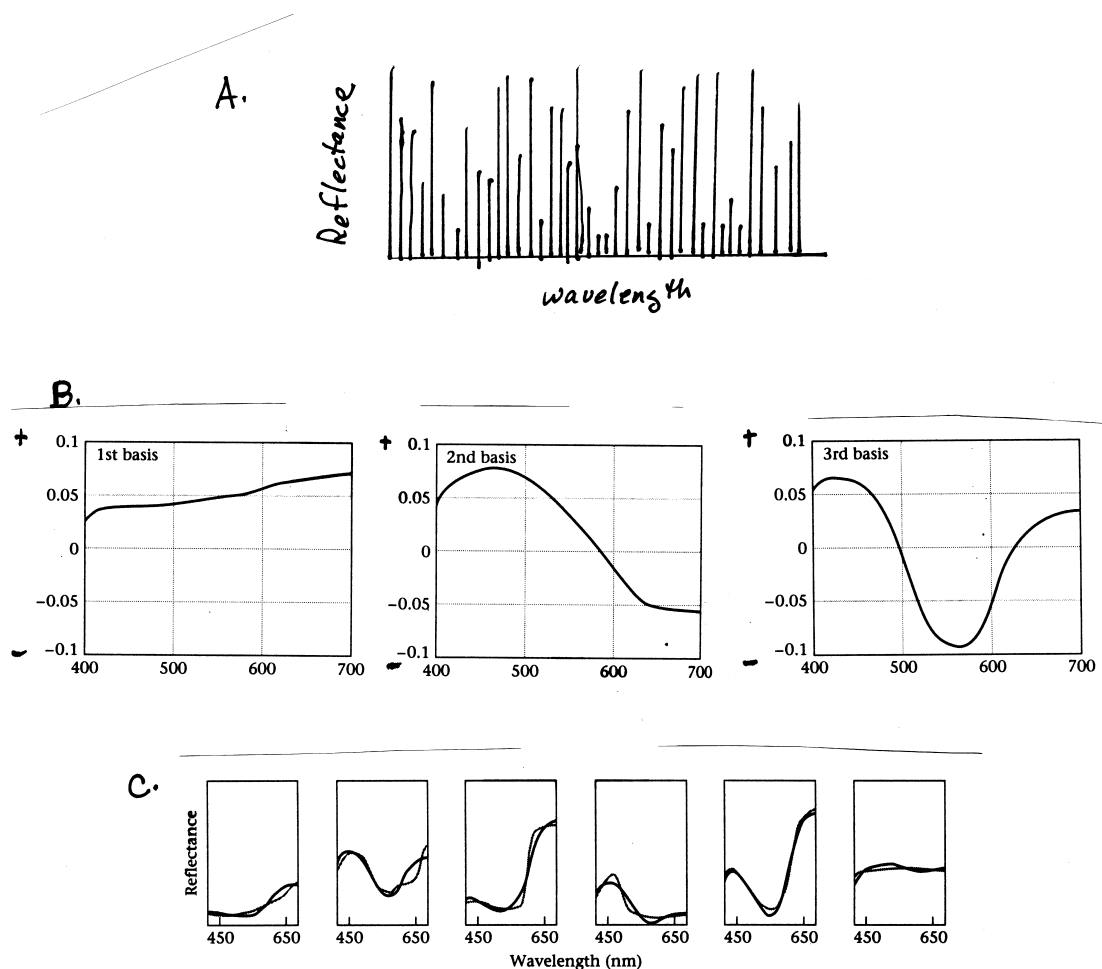 A.
Reflectance
wavelength
B.
+ 0.1 1st basis
0.05
0
−0.05
− −0.1
400 500 600 700
+ 0.1 2nd basis
0.05
0
−0.05
− −0.1
400 500 600 700
+ 0.1 3rd basis
0.05
0
−0.05
− −0.1
400 500 600 700
C.
Reflectance
450 650 450 650 450 650 450 650 450 650 450 650
Wavelength (nm)